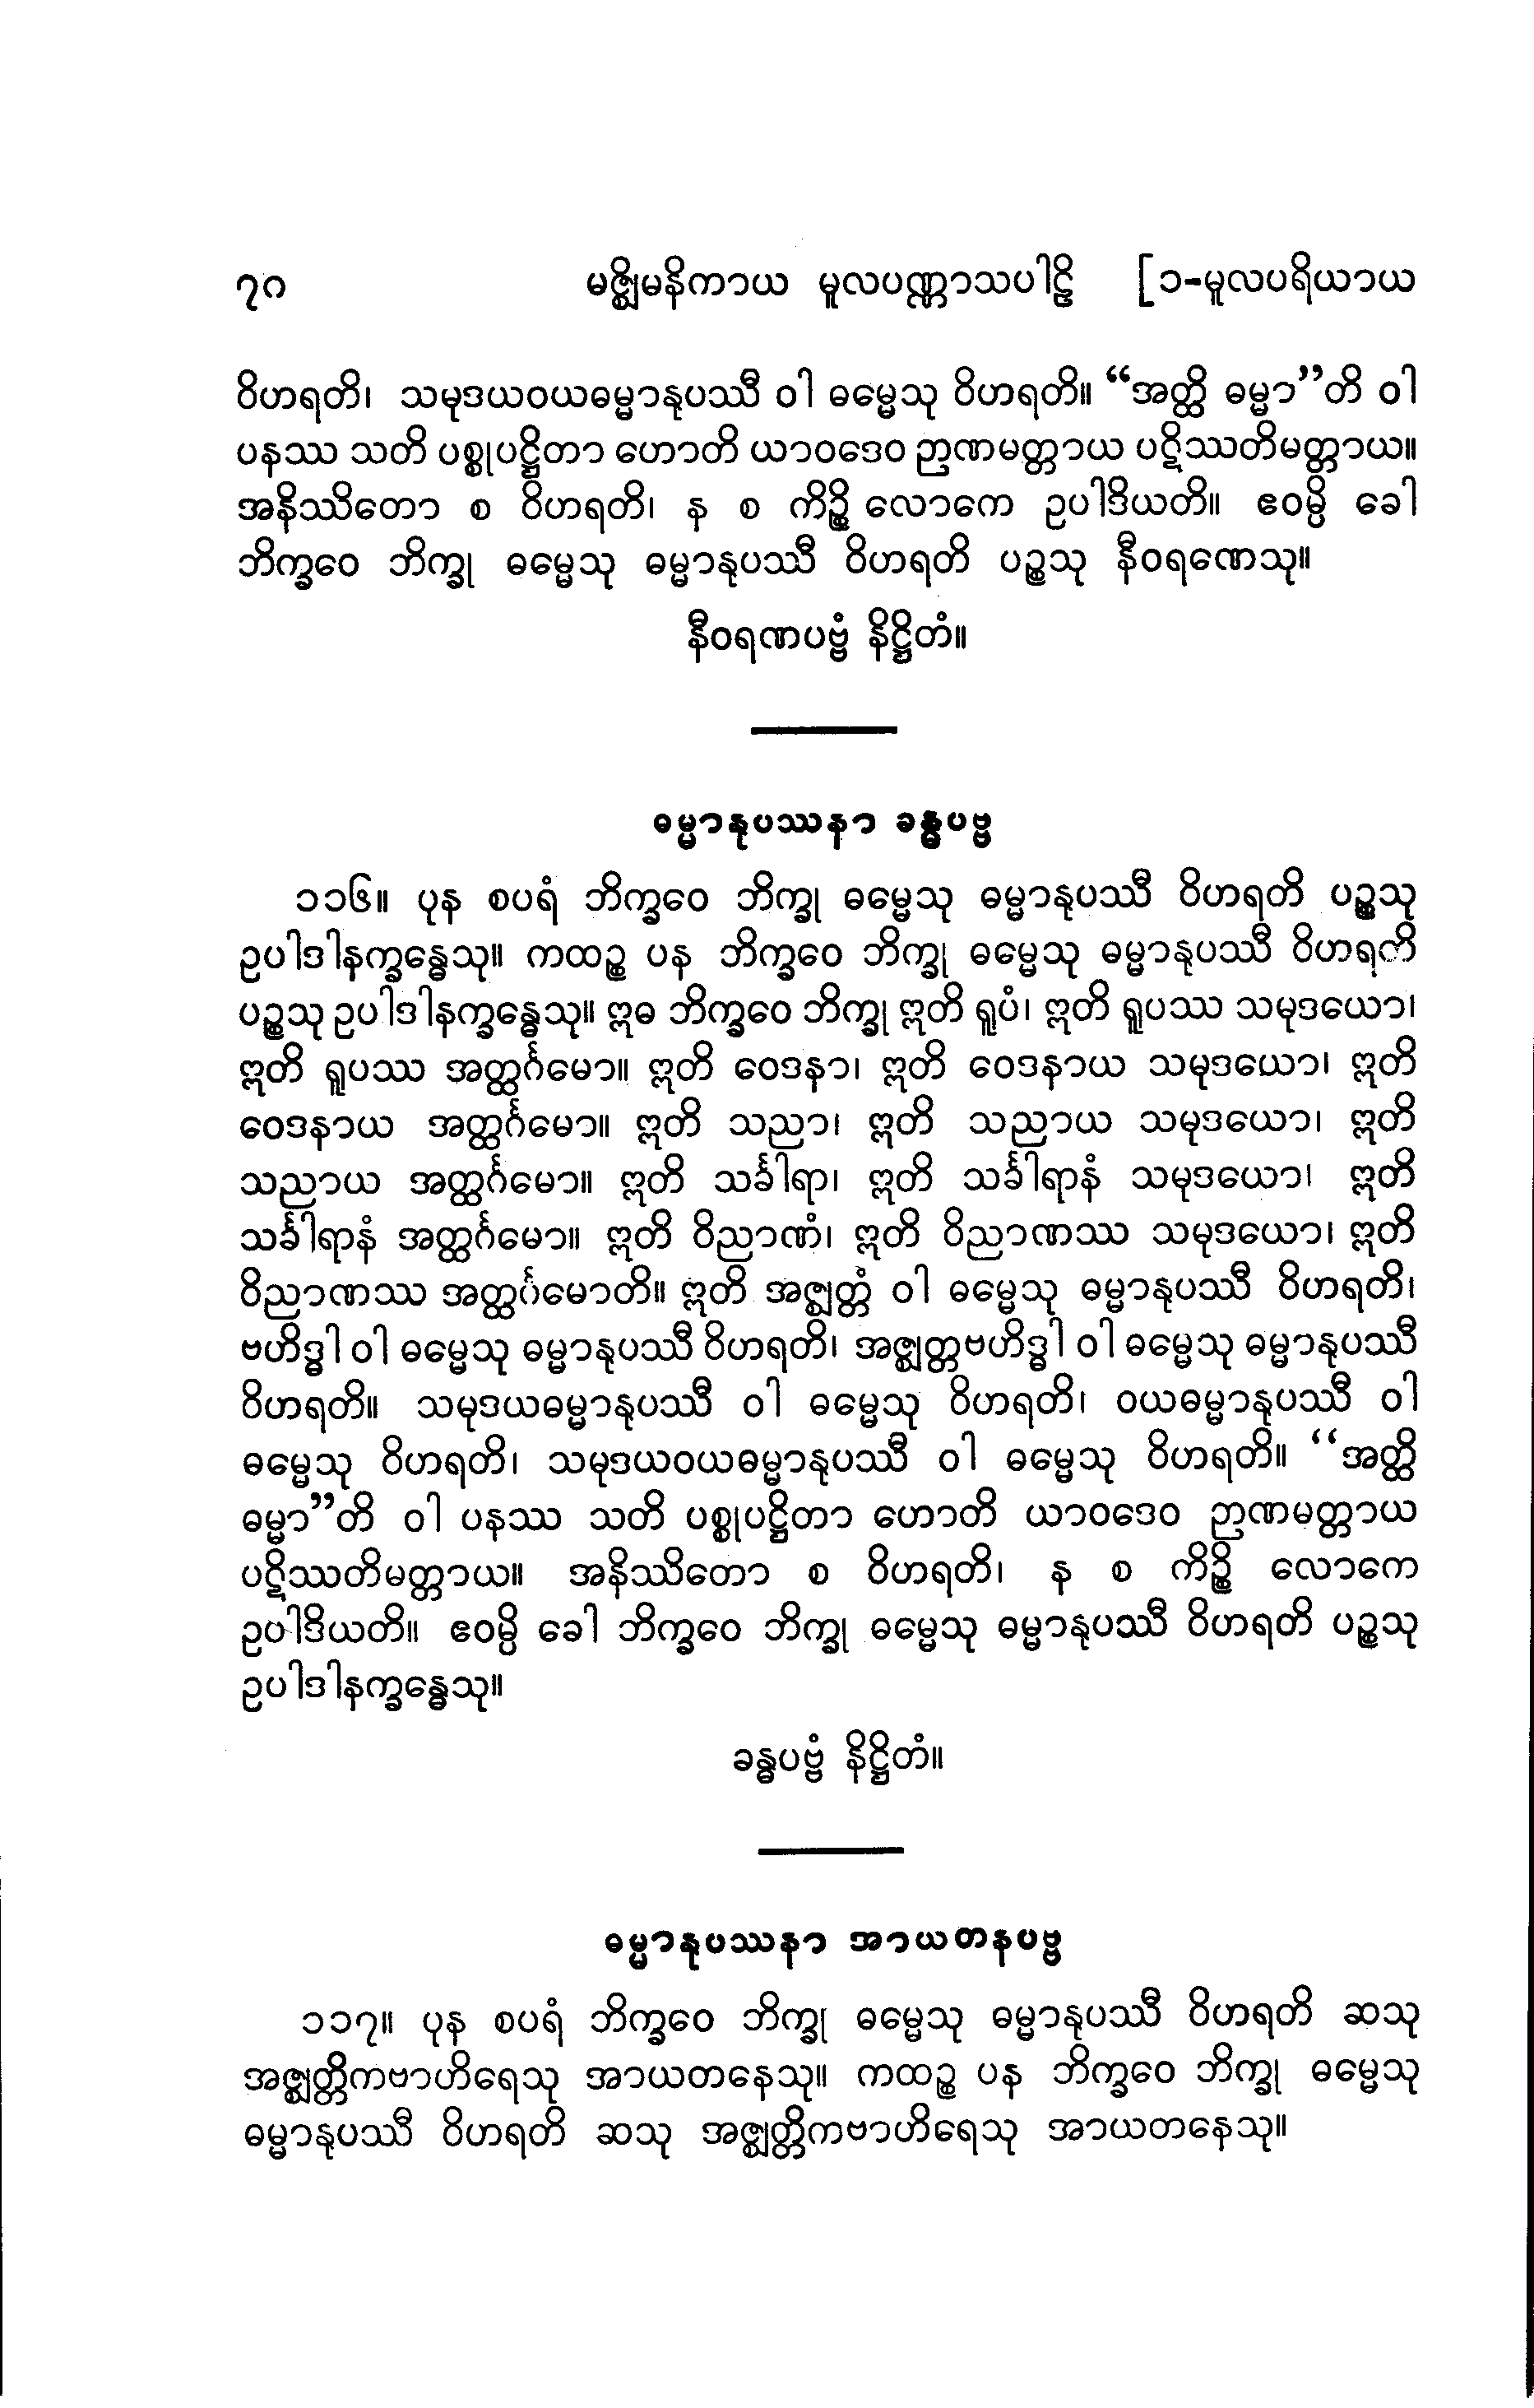 ၇၀ မဇ္ဈိမနိကာယ မူလပဏ္ဏာသပါဠိ [၁-မူလပရိယာယ
ဝိဟရတိ၊ သမုဒယဝယဓမ္မာနုပဿီ ဝါ ဓမ္မေသု ဝိဟရတိ။ “အတ္ထိ ဓမ္မာ”တိ ဝါ
ပနဿ သတိ ပစ္စုပဋ္ဌိတာ ဟောတိ ယာဝဒေဝ ဉာဏမတ္တာယ ပဋိဿတိမတ္တာယ။
အနိဿိတော စ ဝိဟရတိ၊ န စ ကိဉ္စိ လောကေ ဥပါဒိယတိ။ ဧဝမ္ပိ ခေါ
ဘိက္ခဝေ ဘိက္ခု ဓမ္မေသု ဓမ္မာနုပဿီ ဝိဟရတိ ပဉ္စသု နီဝရဏေသု။
နီဝရဏပဗ္ဗံ နိဋ္ဌိတံ။
ဓမ္မာနုပဿနာ ခန္ဓပဗ္ဗ
၁၁၆။ ပုန စပရံ ဘိက္ခဝေ ဘိက္ခု ဓမ္မေသု ဓမ္မာနုပဿီ ဝိဟရတိ ပဉ္စသု
ဥပါဒါနက္ခန္ဓေသု။ ကထဉ္စ ပန ဘိက္ခဝေ ဘိက္ခု ဓမ္မေသု ဓမ္မာနုပဿီ ဝိဟရတိ
ပဉ္စသု ဥပါဒါနက္ခန္ဓေသု။ ဣဓ ဘိက္ခဝေ ဘိက္ခု ဣတိ ရူပံ၊ ဣတိ ရူပဿ သမုဒယော၊
ဣတိ ရူပဿ အတ္ထင်္ဂမော။ ဣတိ ဝေဒနာ၊ ဣတိ ဝေဒနာယ သမုဒယော၊ ဣတိ
ဝေဒနာယ အတ္ထင်္ဂမော။ ဣတိ သညာ၊ ဣတိ သညာယ သမုဒယော၊ ဣတိ
သညာယ အတ္ထင်္ဂမော။ ဣတိ သင်္ခါရာ၊ ဣတိ သင်္ခါရာနံ သမုဒယော၊ ဣတိ
သင်္ခါရာနံ အတ္ထင်္ဂမော။ ဣတိ ဝိညာဏံ၊ ဣတိ ဝိညာဏဿ သမုဒယော၊ ဣတိ
ဝိညာဏဿ အတ္ထင်္ဂမောတိ။ ဣတိ အဇ္ဈတ္တံ ဝါ ဓမ္မေသု ဓမ္မာနုပဿီ ဝိဟရတိ၊
ဗဟိဒ္ဓါ ဝါ ဓမ္မေသု ဓမ္မာနုပဿီ ဝိဟရတိ၊ အဇ္ဈတ္တဗဟိဒ္ဓါ ဝါ ဓမ္မေသု ဓမ္မာနုပဿီ
ဝိဟရတိ။ သမုဒယဓမ္မာနုပဿီ ဝါ ဓမ္မေသု ဝိဟရတိ၊ ဝယဓမ္မာနုပဿီ ဝါ
ဓမ္မေသု ဝိဟရတိ၊ သမုဒယဝယဓမ္မာနုပဿီ ဝါ ဓမ္မေသု ဝိဟရတိ။ “အတ္ထိ
ဓမ္မာ”တိ ဝါ ပနဿ သတိ ပစ္စုပဋ္ဌိတာ ဟောတိ ယာဝဒေဝ ဉာဏမတ္တာယ
ပဋိဿတိမတ္တာယ။ အနိဿိတော စ ဝိဟရတိ၊ န စ ကိဉ္စိ လောကေ
ဥပါဒိယတိ။ ဧဝမ္ပိ ခေါ ဘိက္ခဝေ ဘိက္ခု ဓမ္မေသု ဓမ္မာနုပဿီ ဝိဟရတိ ပဉ္စသု
ဥပါဒါနက္ခန္ဓေသု။
ခန္ဓပဗ္ဗံ နိဋ္ဌိတံ။
ဓမ္မာနုပဿနာ အာယတနပဗ္ဗ
၁၁၇။ ပုန စပရံ ဘိက္ခဝေ ဘိက္ခု ဓမ္မေသု ဓမ္မာနုပဿီ ဝိဟရတိ ဆသု
အဇ္ဈတ္တိကဗာဟိရေသု အာယတနေသု။ ကထဉ္စ ပန ဘိက္ခဝေ ဘိက္ခု ဓမ္မေသု
ဓမ္မာနုပဿီ ဝိဟရတိ ဆသု အဇ္ဈတ္တိကဗာဟိရေသု အာယတနေသု။